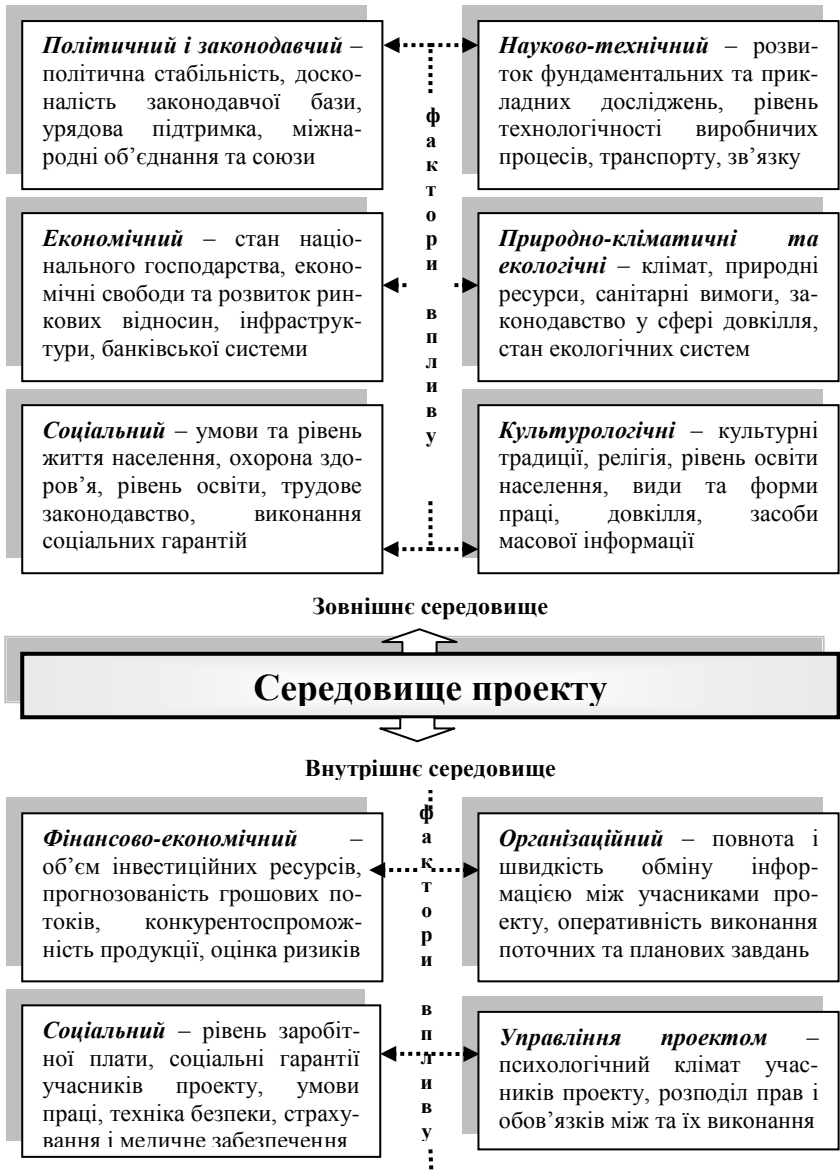 Політичний і законодавчий –
політична стабільність, доско-
налість законодавчої бази,
урядова підтримка, міжна-
родні об’єднання та союзи
Науково-технічний – розви-
ток фундаментальних та прик-
ладних досліджень, рівень
технологічності виробничих
процесів, транспорту, зв’язку
фактори впливу
Економічний – стан націо-
нального господарства, еконо-
мічні свободи та розвиток рин-
кових відносин, інфраструк-
тури, банківської системи
Природно-кліматичні та
екологічні – клімат, природні
ресурси, санітарні вимоги, за-
конодавство у сфері довкілля,
стан екологічних систем
Соціальний – умови та рівень
життя населення, охорона здо-
ров’я, рівень освіти, трудове
законодавство, виконання
соціальних гарантій
Культурологічні – культурні
традиції, релігія, рівень освіти
населення, види та форми
праці, довкілля, засоби
масової інформації
Зовнішнє середовище
Середовище проекту
Внутрішнє середовище
Фінансово-економічний –
об’єм інвестиційних ресурсів,
прогнозованість грошових по-
токів, конкурентоспромож-
ність продукції, оцінка ризиків
Організаційний – повнота і
швидкість обміну інфор-
мацією між учасниками про-
екту, оперативність виконання
поточних та планових завдань
фактори впливу
Соціальний – рівень заробіт-
ної плати, соціальні гарантії
учасників проекту, умови
праці, техніка безпеки, страху-
вання і медичне забезпечення
Управління проектом –
психологічний клімат учас-
ників проекту, розподіл прав і
обов’язків між та їх виконання